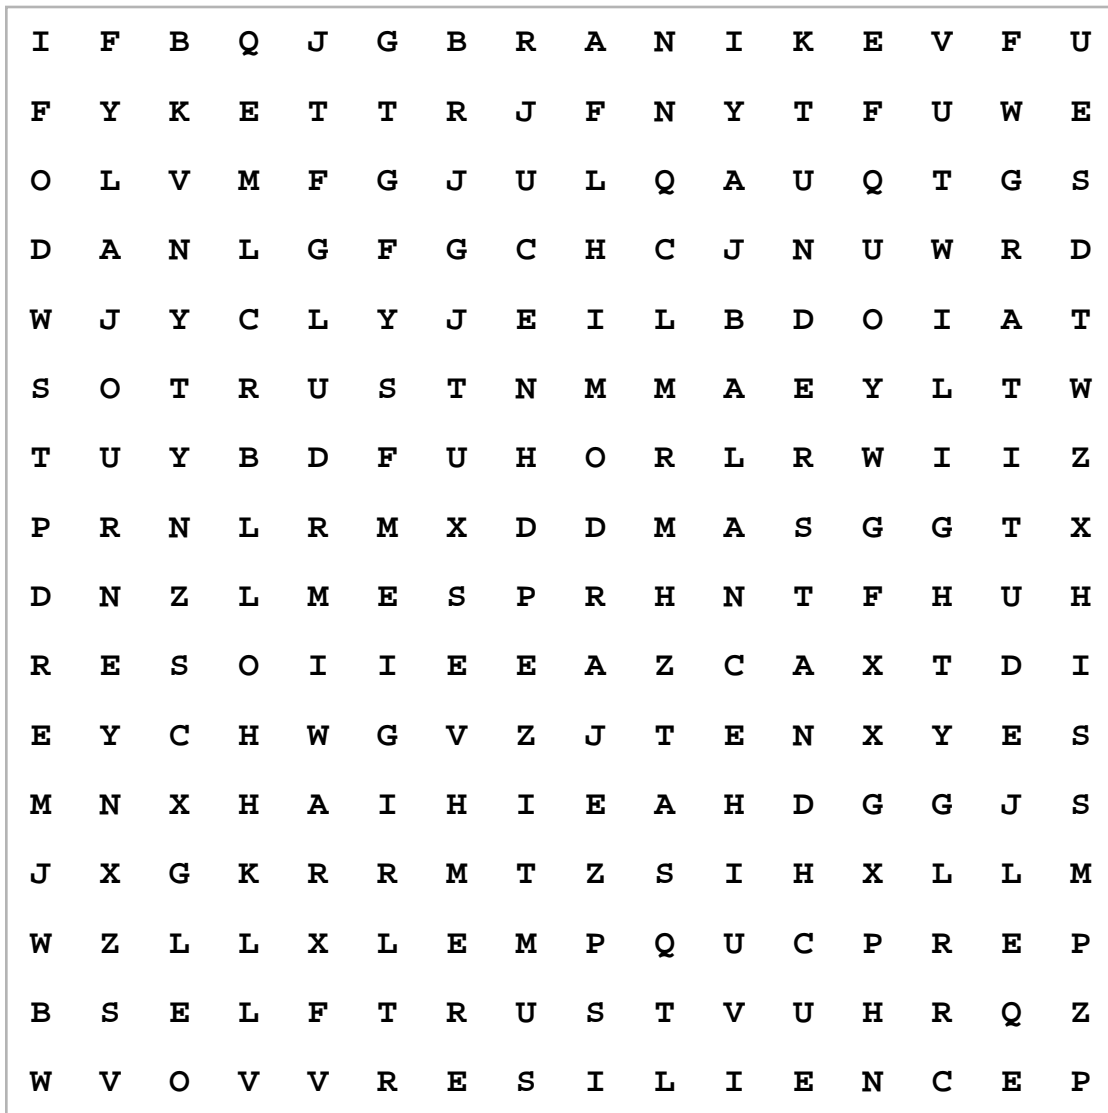 I F B Q J G B R A N I K E V F U
F Y K E T T R J F N Y T F U W E
O L V M F G J U L Q A U Q T G S
D A N L G F G C H C J N U W R D
W J Y C L Y J E I L B D O I A T
S O T R U S T N M M A E Y L T W
T U Y B D F U H O R L R W I I Z
P R N L R M X D D M A S G G T X
D N Z L M E S P R H N T F H U H
R E S O I I E E A Z C A X T D I
E Y C H W G V Z J T E N X Y E S
M N X H A I H I E A H D G G J S
J X G K R R M T Z S I H X L L M
W Z L L X L E M P Q U C P R E P
B S E L F T R U S T V U H R Q Z
W V O V V R E S I L I E N C E P